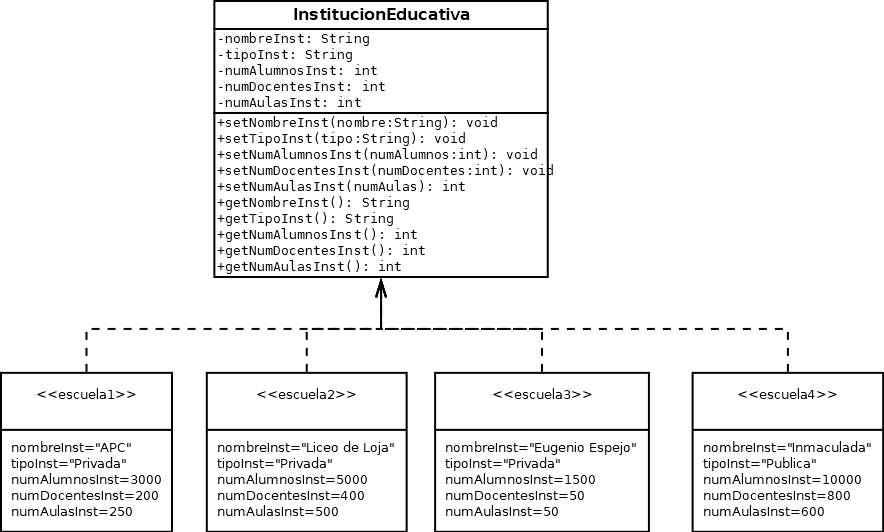 InstitucionEducativa
-nombreInst: String
-tipoInst: String
-numAlumnosInst: int
-numDocentesInst: int
-numAulasInst: int
+setNombreInst(nombre:String): void
+setTipoInst(tipo:String): void
+setNumAlumnosInst(numAlumnos:int): void
+setNumDocentesInst(numDocentes:int): void
+setNumAulasInst(numAulas): int
+getNombreInst(): String
+getTipoInst(): String
+getNumAlumnosInst(): int
+getNumDocentesInst(): int
+getNumAulasInst(): int
<<escuela1>>
nombreInst="APC"
tipoInst="Privada"
numAlumnosInst=3000
numDocentesInst=200
numAulasInst=250
<<escuela2>>
nombreInst="Liceo de Loja"
tipoInst="Privada"
numAlumnosInst=5000
numDocentesInst=400
numAulasInst=500
<<escuela3>>
nombreInst="Eugenio Espejo"
tipoInst="Privada"
numAlumnosInst=1500
numDocentesInst=50
numAulasInst=50
<<escuela4>>
nombreInst="Inmaculada"
tipoInst="Publica"
numAlumnosInst=10000
numDocentesInst=800
numAulasInst=600